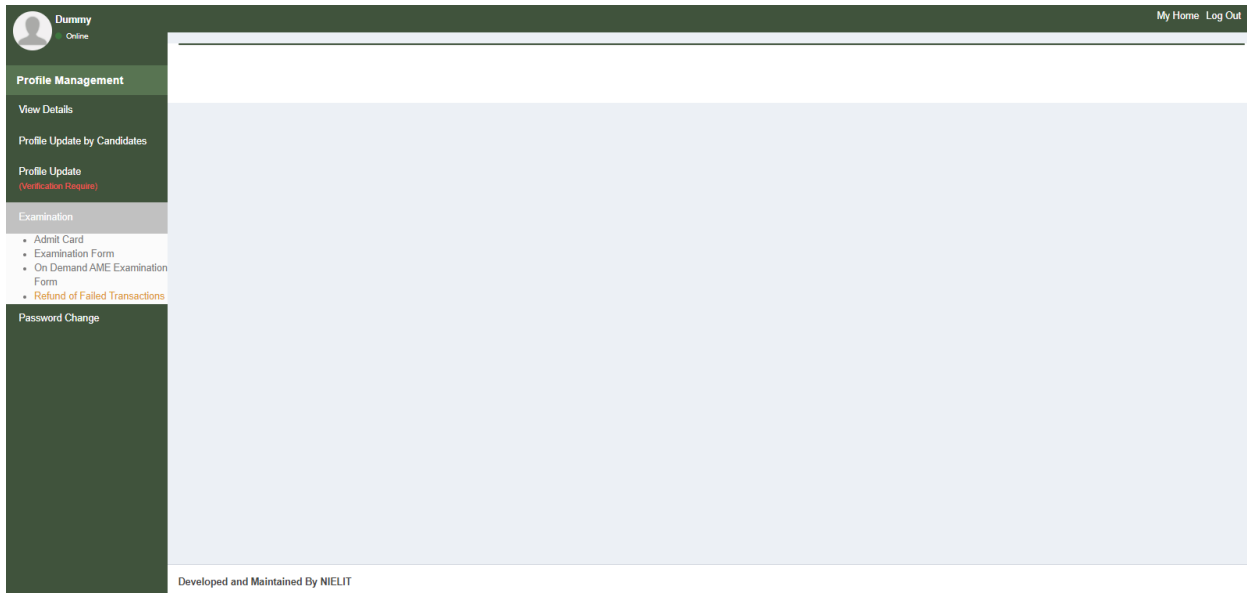 Dummy
Online
My Home Log Out
Profile Management
View Details
Profile Update by Candidates
Profile Update
(Verification Require)
Examination
Admit Card
Examination Form
On Demand AME Examination
Form
Refund of Failed Transactions
Password Change
Developed and Maintained By NIELIT